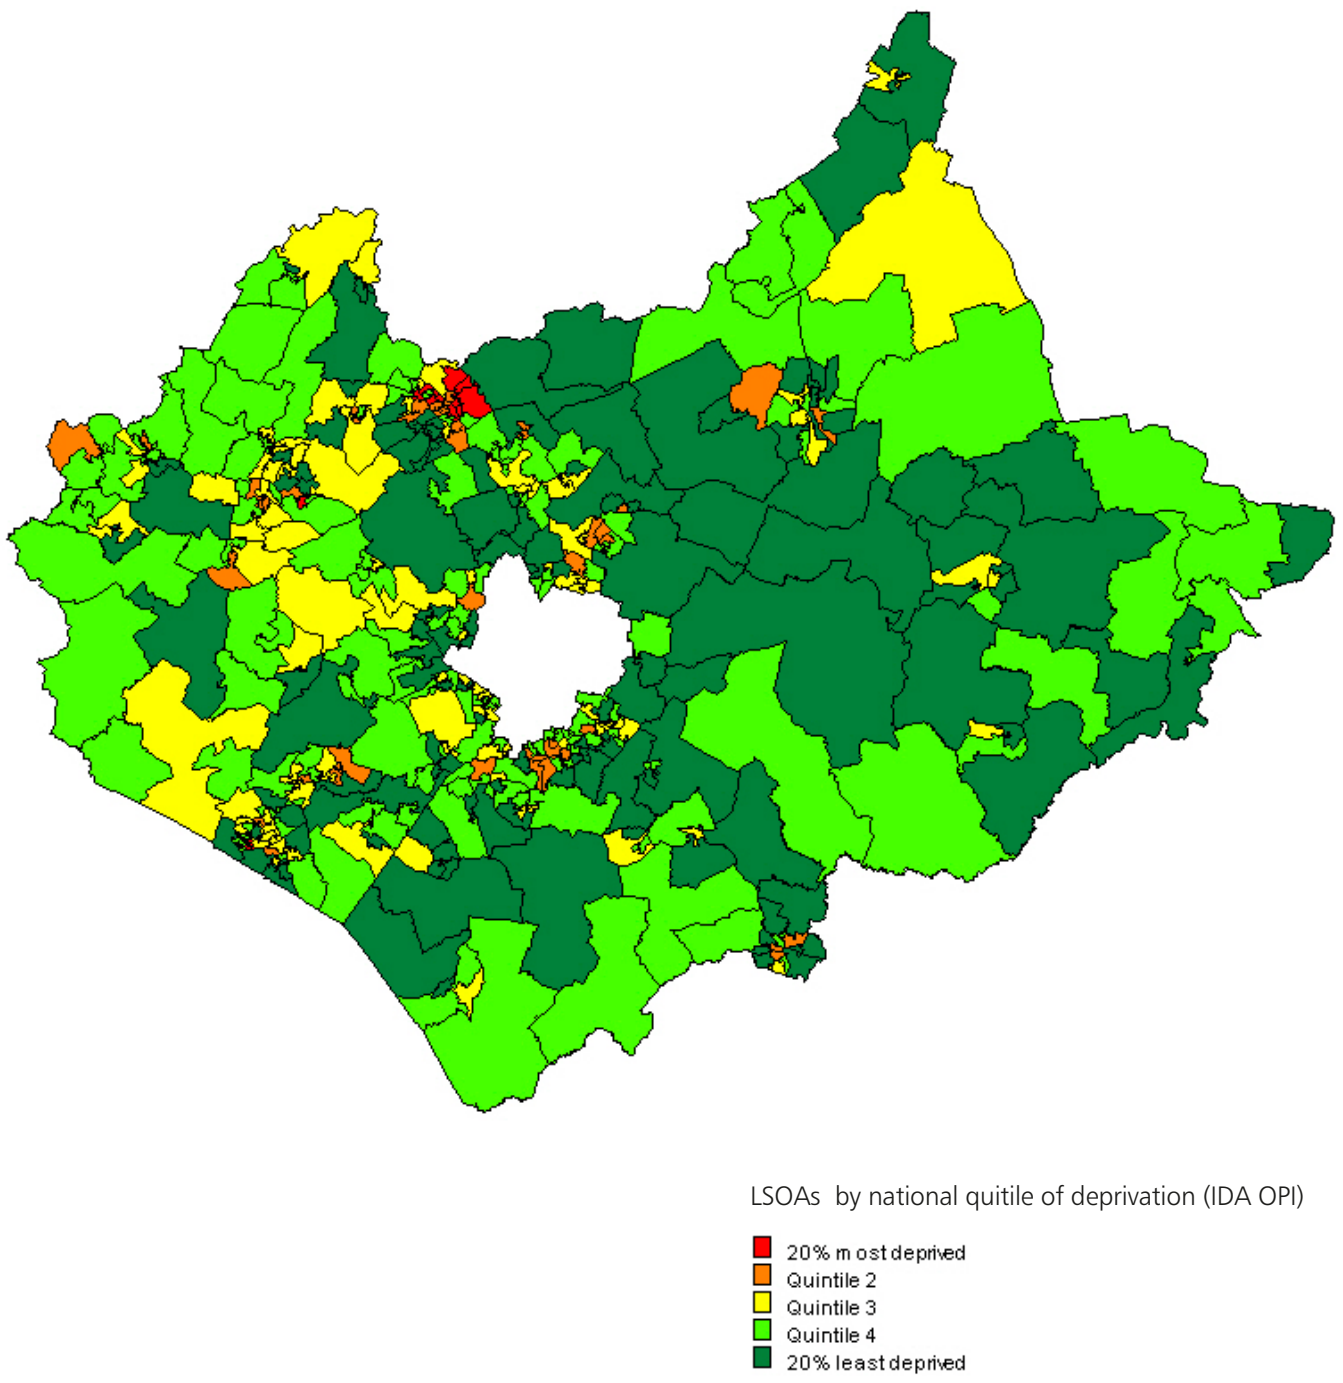 LSOAs by national quitile of deprivation (IDA OPI)
20% most deprived
Quintile 2
Quintile 3
Quintile 4
20% least deprived